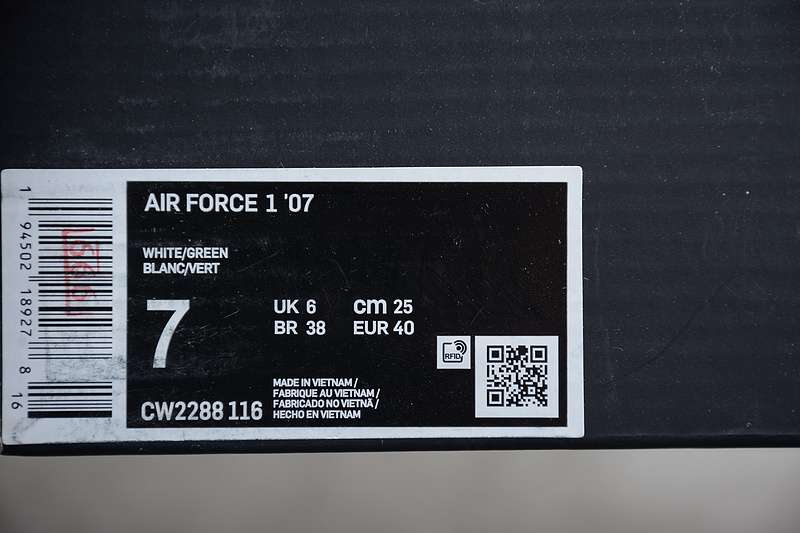 AIR FORCE 1 '07
WHITE/GREEN
BLANC/VERT
7
UK 6
cm 25
BR 38
EUR 40
RFID
MADE IN VIETNAM /
FABRIQUE AU VIETNAM /
FABRICADO NO VIETNÃ /
HECHO EN VIETNAM
CW2288 116
1 94502 18927 8
16